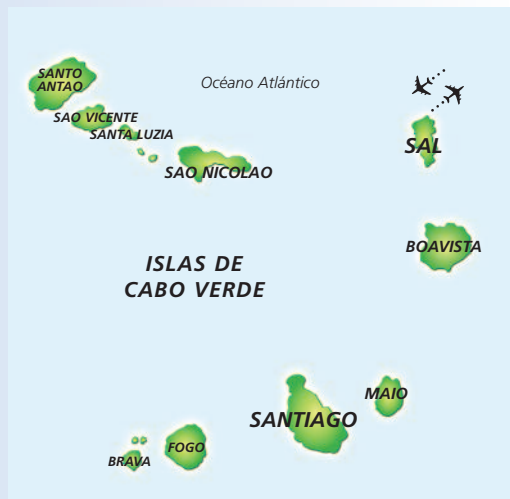 SANTO
ANTAO
Océano Atlántico
SAO VICENTE
SANTA LUZIA
SAL
SAO NICOLAO
BOAVISTA
ISLAS DE
CABO VERDE
MAIO
SANTIAGO
FOGO
BRAVA